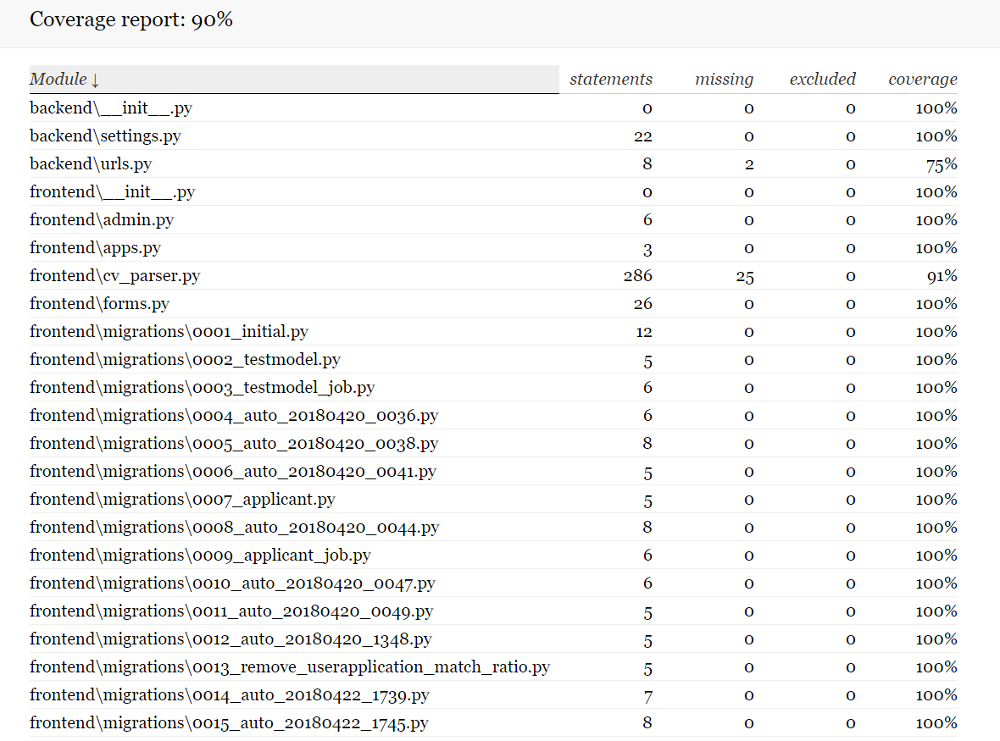 Coverage report: 90%
Module ↓ statements missing excluded coverage
backend\__init__.py 0 0 0 100%
backend\settings.py 22 0 0 100%
backend\urls.py 8 2 0 75%
frontend\__init__.py 0 0 0 100%
frontend\admin.py 6 0 0 100%
frontend\apps.py 3 0 0 100%
frontend\cv_parser.py 286 25 0 91%
frontend\forms.py 26 0 0 100%
frontend\migrations\0001_initial.py 12 0 0 100%
frontend\migrations\0002_testmodel.py 5 0 0 100%
frontend\migrations\0003_testmodel_job.py 6 0 0 100%
frontend\migrations\0004_auto_20180420_0036.py 6 0 0 100%
frontend\migrations\0005_auto_20180420_0038.py 8 0 0 100%
frontend\migrations\0006_auto_20180420_0041.py 5 0 0 100%
frontend\migrations\0007_applicant.py 5 0 0 100%
frontend\migrations\0008_auto_20180420_0044.py 8 0 0 100%
frontend\migrations\0009_applicant_job.py 6 0 0 100%
frontend\migrations\0010_auto_20180420_0047.py 6 0 0 100%
frontend\migrations\0011_auto_20180420_0049.py 5 0 0 100%
frontend\migrations\0012_auto_20180420_1348.py 5 0 0 100%
frontend\migrations\0013_remove_userapplication_match_ratio.py 5 0 0 100%
frontend\migrations\0014_auto_20180422_1739.py 7 0 0 100%
frontend\migrations\0015_auto_20180422_1745.py 8 0 0 100%